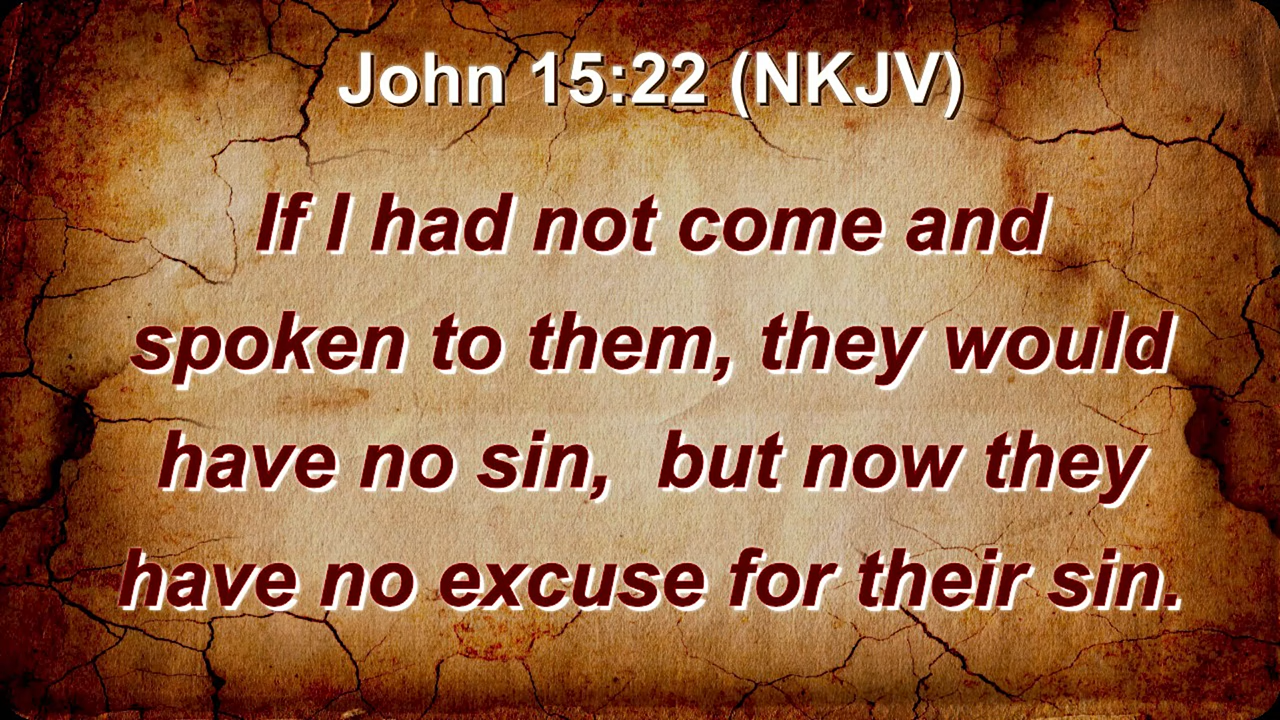 John 15:22 (NKJV)
If I had not come and
spoken to them, they would
have no sin,  but now they
have no excuse for their sin.